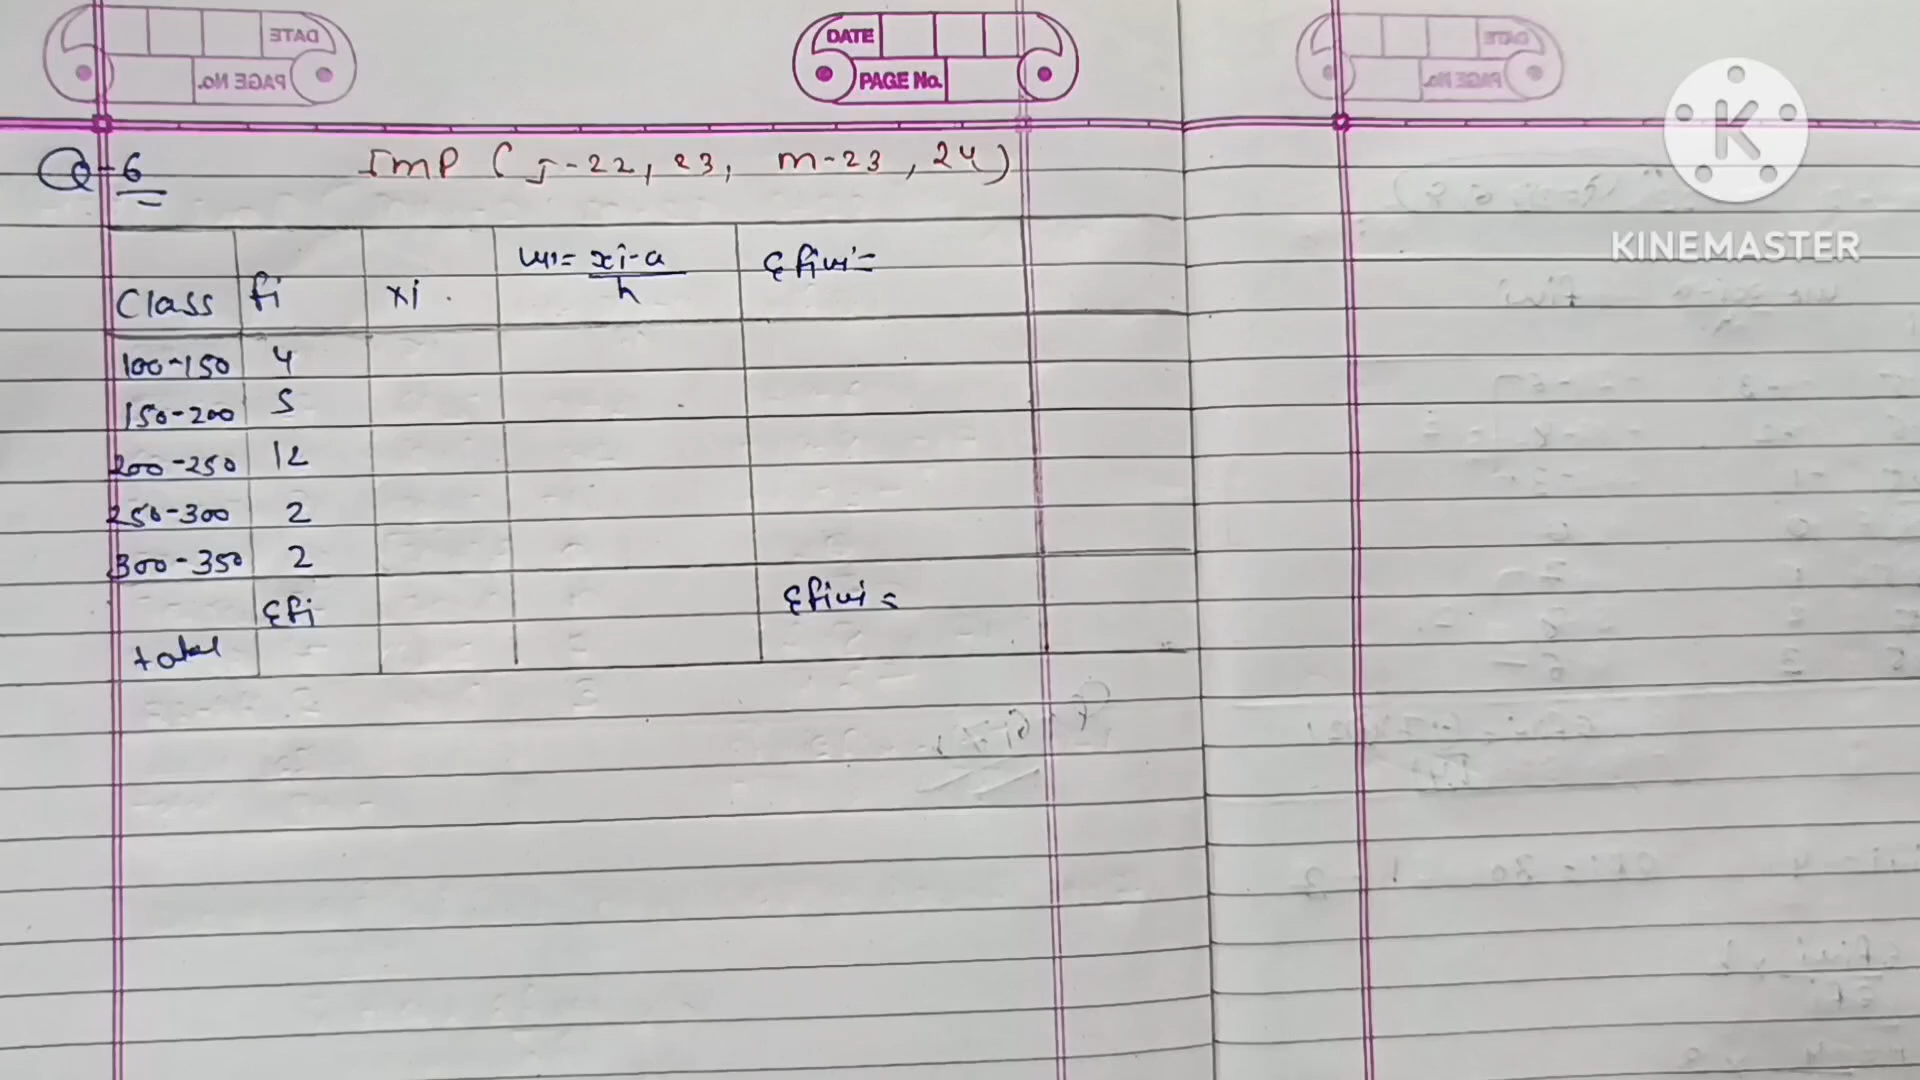 DATE
PAGE No.
KINEMASTER
Q-6 Imp (J-22, 23, m-23, 24)
Class fi xi ui = xi-a / h Σfiui=
100-150 4
150-200 5
200-250 12
250-300 2
300-350 2
Σfi Σfiui =
total